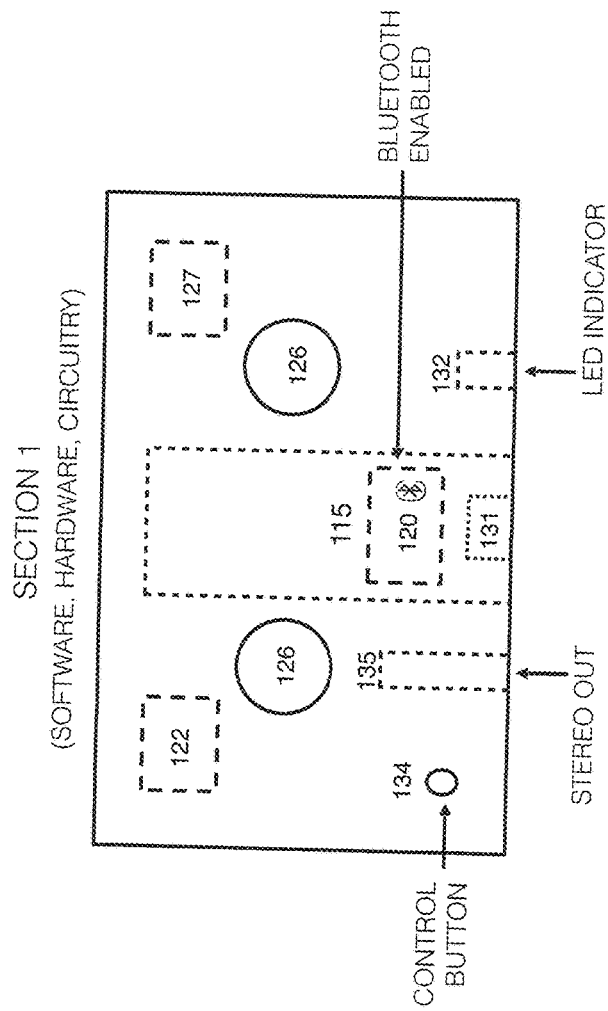 SECTION 1
(SOFTWARE, HARDWARE, CIRCUITRY)
122
127
126
126
115
135
120
132
134
131
BLUETOOTH
ENABLED
CONTROL
BUTTON
STEREO OUT
LED INDICATOR